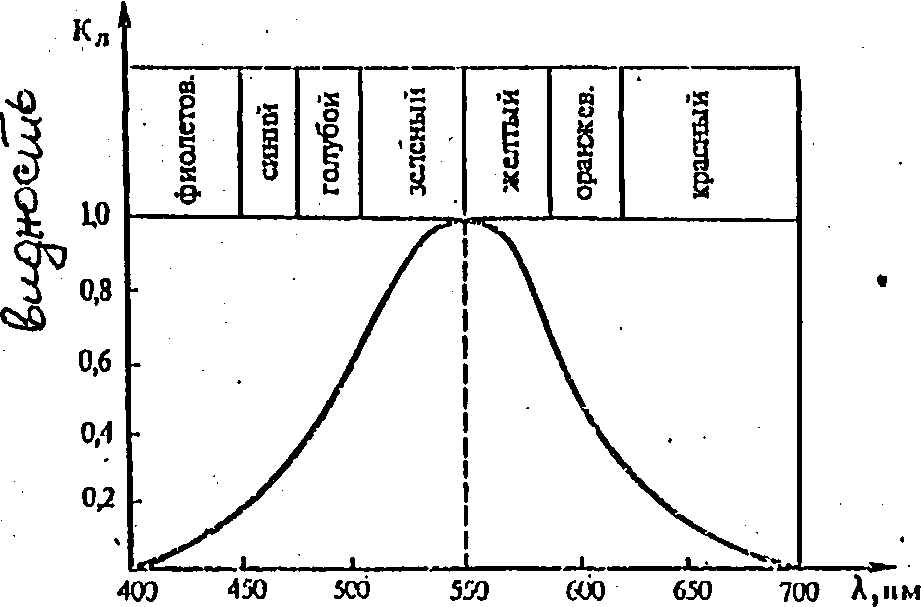 Кл
фиолетов.
синий
голубой
зеленый
желтый
оранжев.
красный
видность
1,0
0,8
0,6
0,4
0,2
400
450
500
550
600
650
700
λ, нм